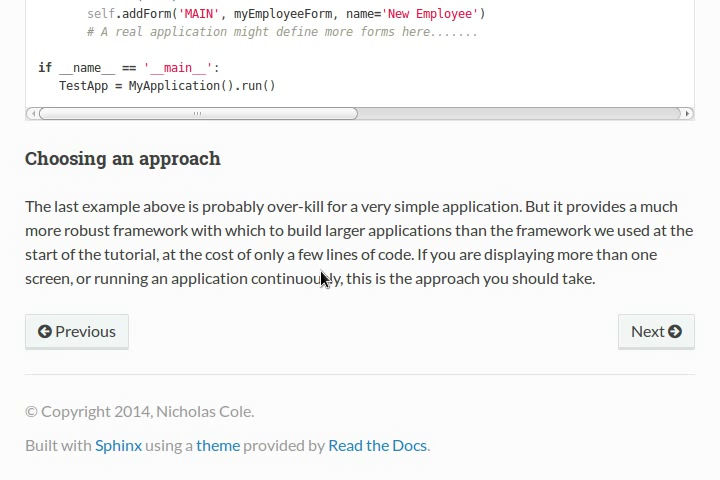 self.addForm('MAIN', myEmployeeForm, name='New Employee')
# A real application might define more forms here.......
if __name__ == '__main__':
TestApp = MyApplication().run()
Choosing an approach
The last example above is probably over-kill for a very simple application. But it provides a much
more robust framework with which to build larger applications than the framework we used at the
start of the tutorial, at the cost of only a few lines of code. If you are displaying more than one
screen, or running an application continuously, this is the approach you should take.
Previous
Next
© Copyright 2014, Nicholas Cole.
Built with Sphinx using a theme provided by Read the Docs.